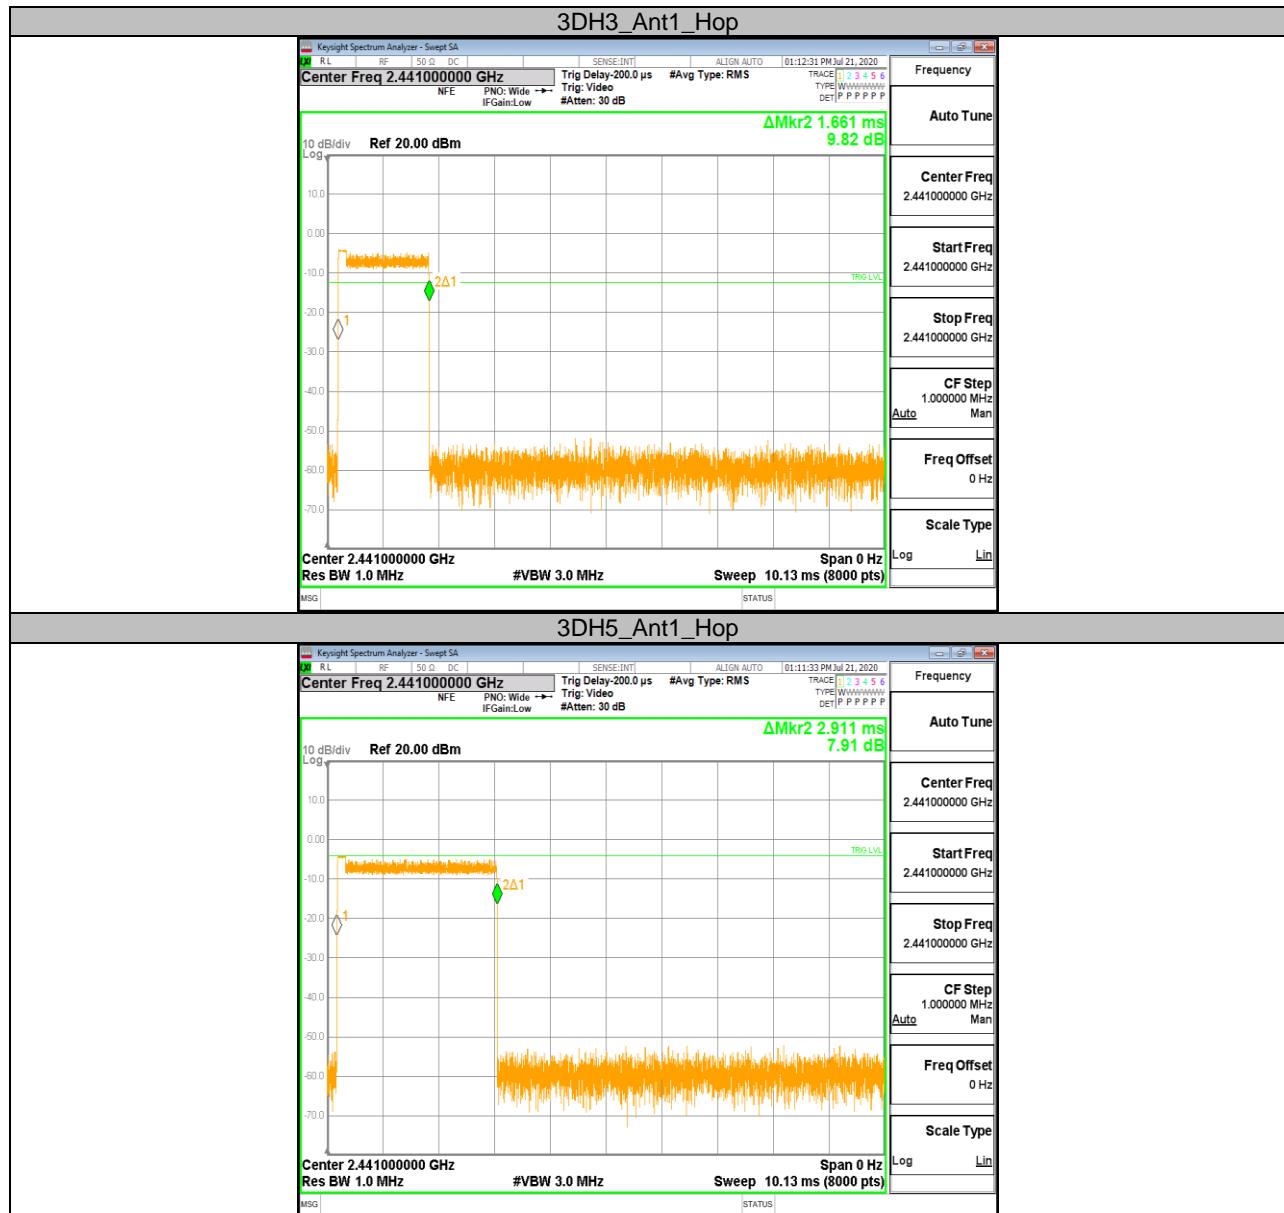 3DH3_Ant1_Hop
Keysight Spectrum Analyzer - Swept SA
RL RF 50 Ω DC SENSE:INT ALIGN AUTO 01:12:31 PM Jul 21, 2020
Center Freq 2.441000000 GHz
NFE
PNO: Wide
IFGain:Low
Trig Delay-200.0 µs
Trig: Video
#Atten: 30 dB
#Avg Type: RMS
TRACE 1 2 3 4 5 6
TYPE WWWWWW
DET P P P P P P
Frequency
Auto Tune
Center Freq
2.441000000 GHz
Start Freq
2.441000000 GHz
Stop Freq
2.441000000 GHz
CF Step
1.000000 MHz
Auto Man
Freq Offset
0 Hz
Scale Type
Log Lin
ΔMkr2 1.661 ms
9.82 dB
10 dB/div Ref 20.00 dBm
Log
10.0
0.00
-10.0
-20.0
-30.0
-40.0
-50.0
-60.0
-70.0
TRIG LVL
2Δ1
1
Center 2.441000000 GHz Span 0 Hz
Res BW 1.0 MHz #VBW 3.0 MHz Sweep 10.13 ms (8000 pts)
MSG STATUS
3DH5_Ant1_Hop
Keysight Spectrum Analyzer - Swept SA
RL RF 50 Ω DC SENSE:INT ALIGN AUTO 01:11:33 PM Jul 21, 2020
Center Freq 2.441000000 GHz
NFE
PNO: Wide
IFGain:Low
Trig Delay-200.0 µs
Trig: Video
#Atten: 30 dB
#Avg Type: RMS
TRACE 1 2 3 4 5 6
TYPE WWWWWW
DET P P P P P P
Frequency
Auto Tune
Center Freq
2.441000000 GHz
Start Freq
2.441000000 GHz
Stop Freq
2.441000000 GHz
CF Step
1.000000 MHz
Auto Man
Freq Offset
0 Hz
Scale Type
Log Lin
ΔMkr2 2.911 ms
7.91 dB
10 dB/div Ref 20.00 dBm
Log
10.0
0.00
-10.0
-20.0
-30.0
-40.0
-50.0
-60.0
-70.0
TRIG LVL
2Δ1
1
Center 2.441000000 GHz Span 0 Hz
Res BW 1.0 MHz #VBW 3.0 MHz Sweep 10.13 ms (8000 pts)
MSG STATUS